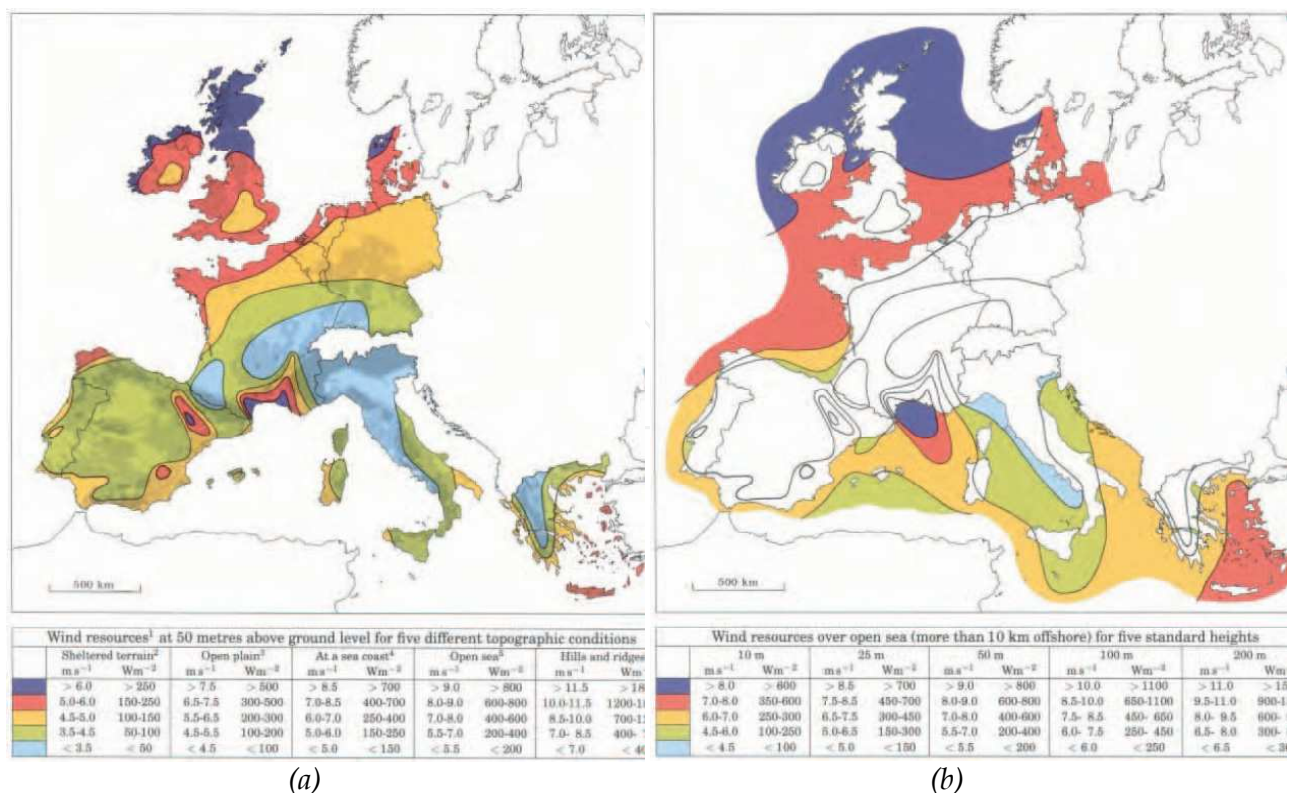 500 km
Wind resources¹ at 50 metres above ground level for five different topographic conditions
Sheltered terrain² Open plain³ At a sea coast⁴ Open sea⁵ Hills and ridges
m s⁻¹ Wm⁻² m s⁻¹ Wm⁻² m s⁻¹ Wm⁻² m s⁻¹ Wm⁻² m s⁻¹ Wm
> 6.0 > 250 > 7.5 > 500 > 8.5 > 700 > 9.0 > 800 > 11.5 > 18
5.0-6.0 150-250 6.5-7.5 300-500 7.0-8.5 400-700 8.0-9.0 600-800 10.0-11.5 1200-1
4.5-5.0 100-150 5.5-6.5 200-300 6.0-7.0 250-400 7.0-8.0 400-600 8.5-10.0 700-1
3.5-4.5 50-100 4.5-5.5 100-200 5.0-6.0 150-250 5.5-7.0 200-400 7.0- 8.5 400-
< 3.5 < 50 < 4.5 < 100 < 5.0 < 150 < 5.5 < 200 < 7.0 < 40
(a)
500 km
Wind resources over open sea (more than 10 km offshore) for five standard heights
10 m 25 m 50 m 100 m 200 m
m s⁻¹ Wm⁻² m s⁻¹ Wm⁻² m s⁻¹ Wm⁻² m s⁻¹ Wm⁻² m s⁻¹ Wm
> 8.0 > 600 > 8.5 > 700 > 9.0 > 800 > 10.0 > 1100 > 11.0 > 15
7.0-8.0 350-600 7.5-8.5 450-700 8.0-9.0 600-800 8.5-10.0 650-1100 9.5-11.0 900-1
6.0-7.0 250-300 6.5-7.5 300-450 7.0-8.0 400-600 7.5- 8.5 450- 650 8.0- 9.5 600-
4.5-6.0 100-250 5.0-6.5 150-300 5.5-7.0 200-400 6.0- 7.5 250- 450 6.5- 8.0 300-
< 4.5 < 100 < 5.0 < 150 < 5.5 < 200 < 6.0 < 250 < 6.5 < 3
(b)